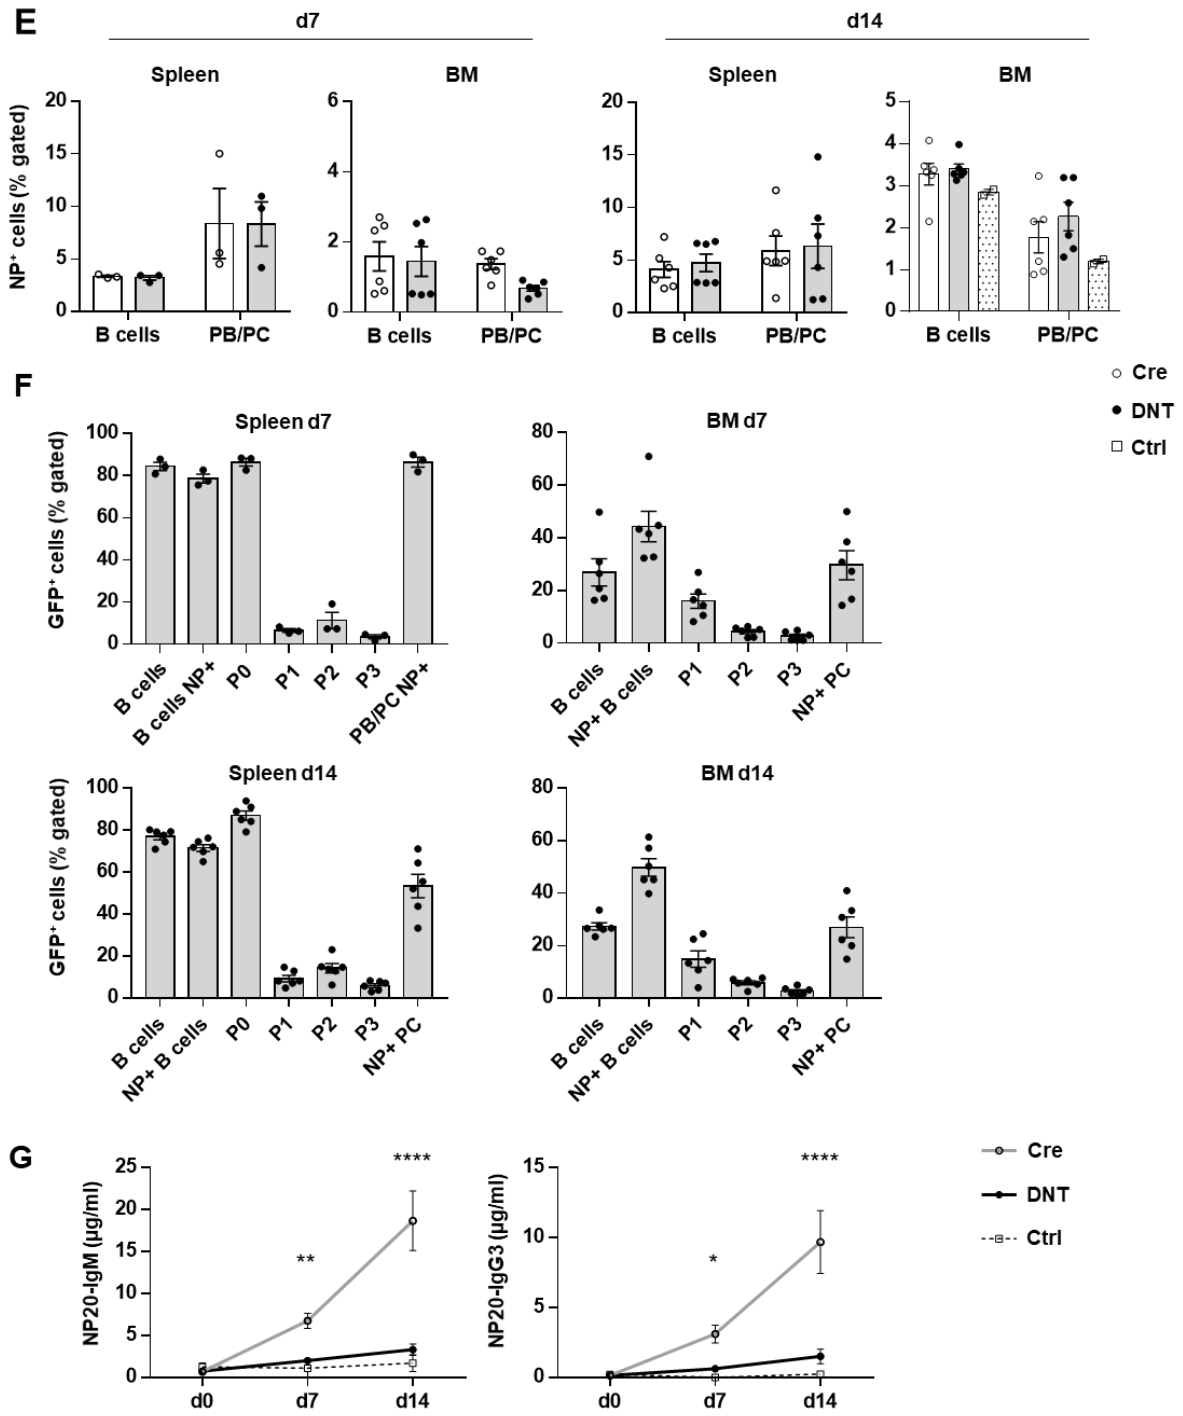 E
d7
d14
Spleen
BM
Spleen
BM
NP+ cells (% gated)
20
15
10
5
0
B cells
PB/PC
6
4
2
0
B cells
PB/PC
20
15
10
5
0
B cells
PB/PC
5
4
3
2
1
0
B cells
PB/PC
Cre
DNT
Ctrl
F
Spleen d7
GFP+ cells (% gated)
100
80
60
40
20
0
B cells
B cells NP+
P0
P1
P2
P3
PB/PC NP+
BM d7
80
60
40
20
0
B cells
NP+ B cells
P1
P2
P3
NP+ PC
Spleen d14
GFP+ cells (% gated)
100
80
60
40
20
0
B cells
NP+ B cells
P0
P1
P2
P3
NP+ PC
BM d14
80
60
40
20
0
B cells
NP+ B cells
P1
P2
P3
NP+ PC
G
NP20-IgM (µg/ml)
25
20
15
10
5
0
**
****
d0
d7
d14
NP20-IgG3 (µg/ml)
15
10
5
0
*
****
d0
d7
d14
Cre
DNT
Ctrl